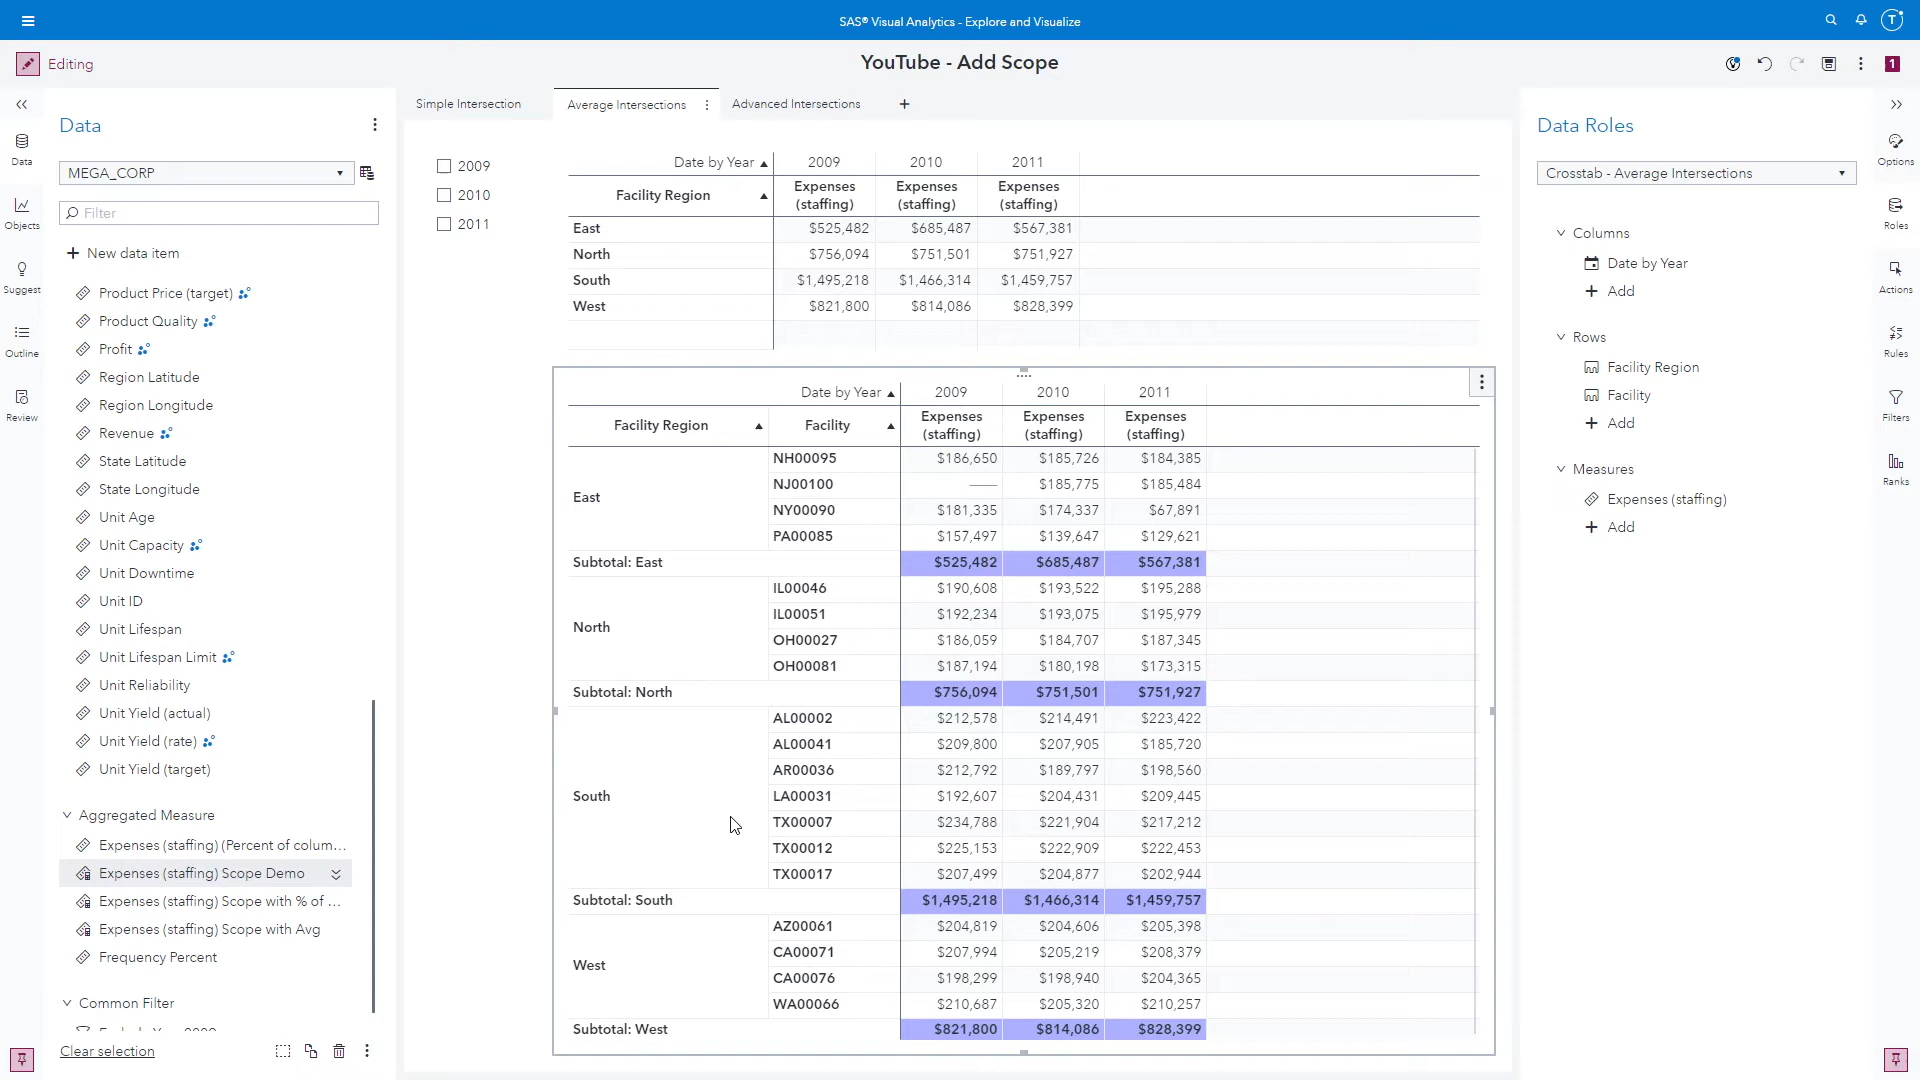 SAS® Visual Analytics - Explore and Visualize
T
Editing
YouTube - Add Scope
1
Data
Objects
Suggest
Outline
Review
Data
MEGA_CORP
Filter
New data item
Product Price (target)
Product Quality
Profit
Region Latitude
Region Longitude
Revenue
State Latitude
State Longitude
Unit Age
Unit Capacity
Unit Downtime
Unit ID
Unit Lifespan
Unit Lifespan Limit
Unit Reliability
Unit Yield (actual)
Unit Yield (rate)
Unit Yield (target)
Aggregated Measure
Expenses (staffing) (Percent of colum...
Expenses (staffing) Scope Demo
Expenses (staffing) Scope with % of ...
Expenses (staffing) Scope with Avg
Frequency Percent
Common Filter
Clear selection
Simple Intersection Average Intersections Advanced Intersections
2009
2010
2011
Date by Year 2009 2010 2011
Facility Region Expenses (staffing) Expenses (staffing) Expenses (staffing)
East $525,482 $685,487 $567,381
North $756,094 $751,501 $751,927
South $1,495,218 $1,466,314 $1,459,757
West $821,800 $814,086 $828,399
Date by Year 2009 2010 2011
Facility Region Facility Expenses (staffing) Expenses (staffing) Expenses (staffing)
East
NH00095 $186,650 $185,726 $184,385
NJ00100 $185,775 $185,484
NY00090 $181,335 $174,337 $67,891
PA00085 $157,497 $139,647 $129,621
Subtotal: East $525,482 $685,487 $567,381
North
IL00046 $190,608 $193,522 $195,288
IL00051 $192,234 $193,075 $195,979
OH00027 $186,059 $184,707 $187,345
OH00081 $187,194 $180,198 $173,315
Subtotal: North $756,094 $751,501 $751,927
South
AL00002 $212,578 $214,491 $223,422
AL00041 $209,800 $207,905 $185,720
AR00036 $212,792 $189,797 $198,560
LA00031 $192,607 $204,431 $209,445
TX00007 $234,788 $221,904 $217,212
TX00012 $225,153 $222,909 $222,453
TX00017 $207,499 $204,877 $202,944
Subtotal: South $1,495,218 $1,466,314 $1,459,757
West
AZ00061 $204,819 $204,606 $205,398
CA00071 $207,994 $205,219 $208,379
CA00076 $198,299 $198,940 $204,365
WA00066 $210,687 $205,320 $210,257
Subtotal: West $821,800 $814,086 $828,399
Data Roles
Crosstab - Average Intersections
Columns
Date by Year
Add
Rows
Facility Region
Facility
Add
Measures
Expenses (staffing)
Add
Options
Roles
Actions
Rules
Filters
Ranks